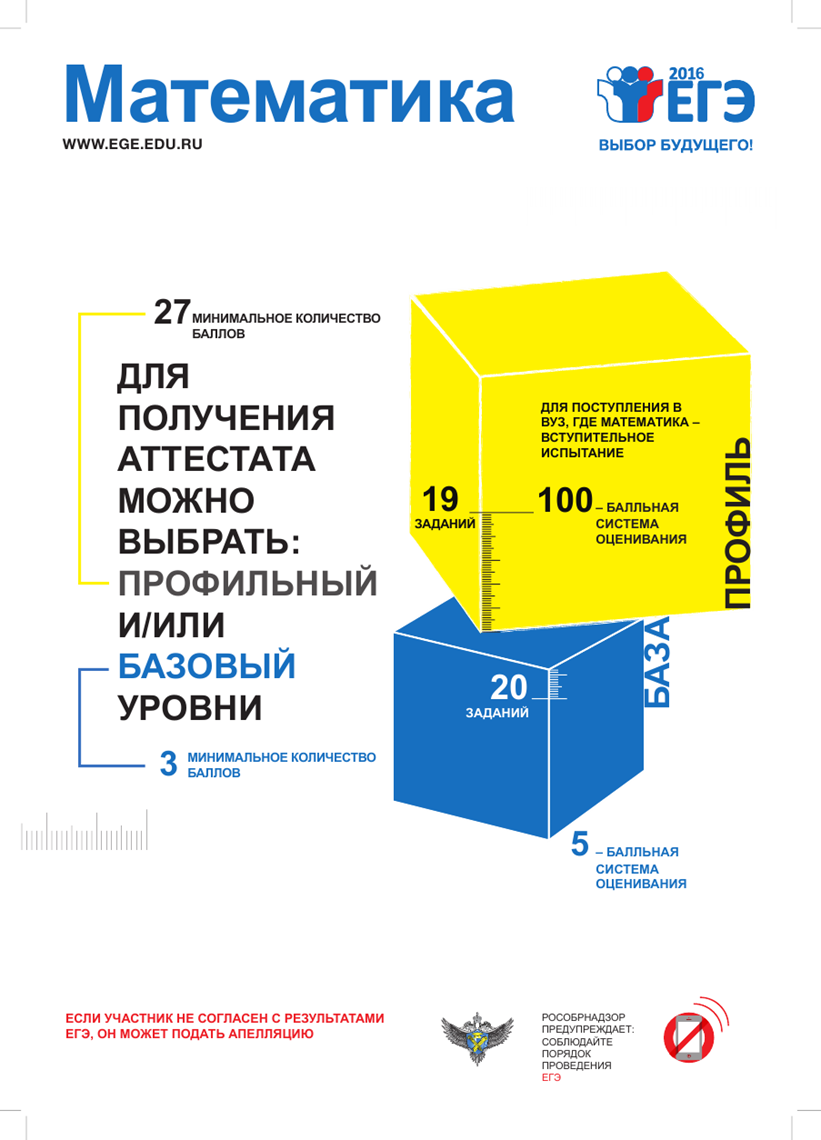 Математика
WWW.EGE.EDU.RU
2016
ЕГЭ
ВЫБОР БУДУЩЕГО!
27 МИНИМАЛЬНОЕ КОЛИЧЕСТВО
БАЛЛОВ
ДЛЯ
ПОЛУЧЕНИЯ
АТТЕСТАТА
МОЖНО
ВЫБРАТЬ:
ПРОФИЛЬНЫЙ
И/ИЛИ
БАЗОВЫЙ
УРОВНИ
3 МИНИМАЛЬНОЕ КОЛИЧЕСТВО
БАЛЛОВ
ДЛЯ ПОСТУПЛЕНИЯ В
ВУЗ, ГДЕ МАТЕМАТИКА –
ВСТУПИТЕЛЬНОЕ
ИСПЫТАНИЕ
19
ЗАДАНИЙ
100 – БАЛЛЬНАЯ
СИСТЕМА
ОЦЕНИВАНИЯ
ПРОФИЛЬ
БАЗА
20
ЗАДАНИЙ
5 – БАЛЛЬНАЯ
СИСТЕМА
ОЦЕНИВАНИЯ
ЕСЛИ УЧАСТНИК НЕ СОГЛАСЕН С РЕЗУЛЬТАТАМИ
ЕГЭ, ОН МОЖЕТ ПОДАТЬ АПЕЛЛЯЦИЮ
РОСОБРНАДЗОР
ПРЕДУПРЕЖДАЕТ:
СОБЛЮДАЙТЕ
ПОРЯДОК
ПРОВЕДЕНИЯ
ЕГЭ